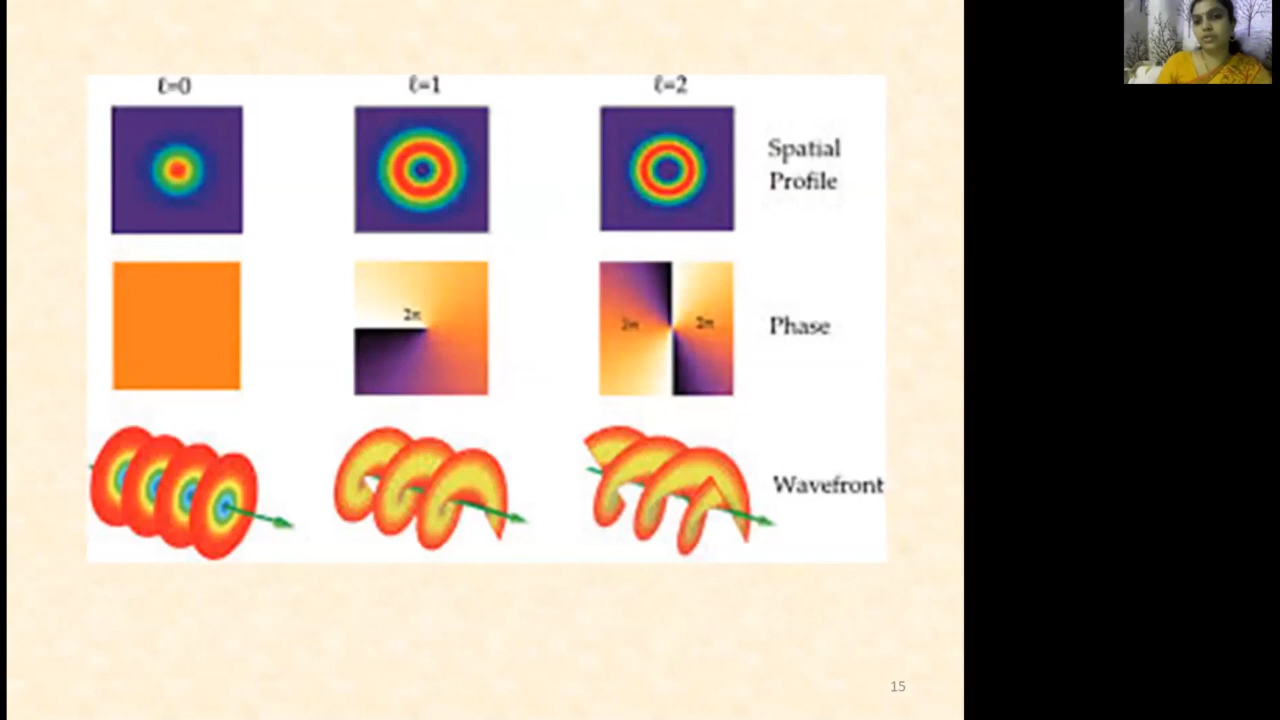 ℓ=0 ℓ=1 ℓ=2
Spatial
Profile
2π 2π 2π
Phase
Wavefront
15